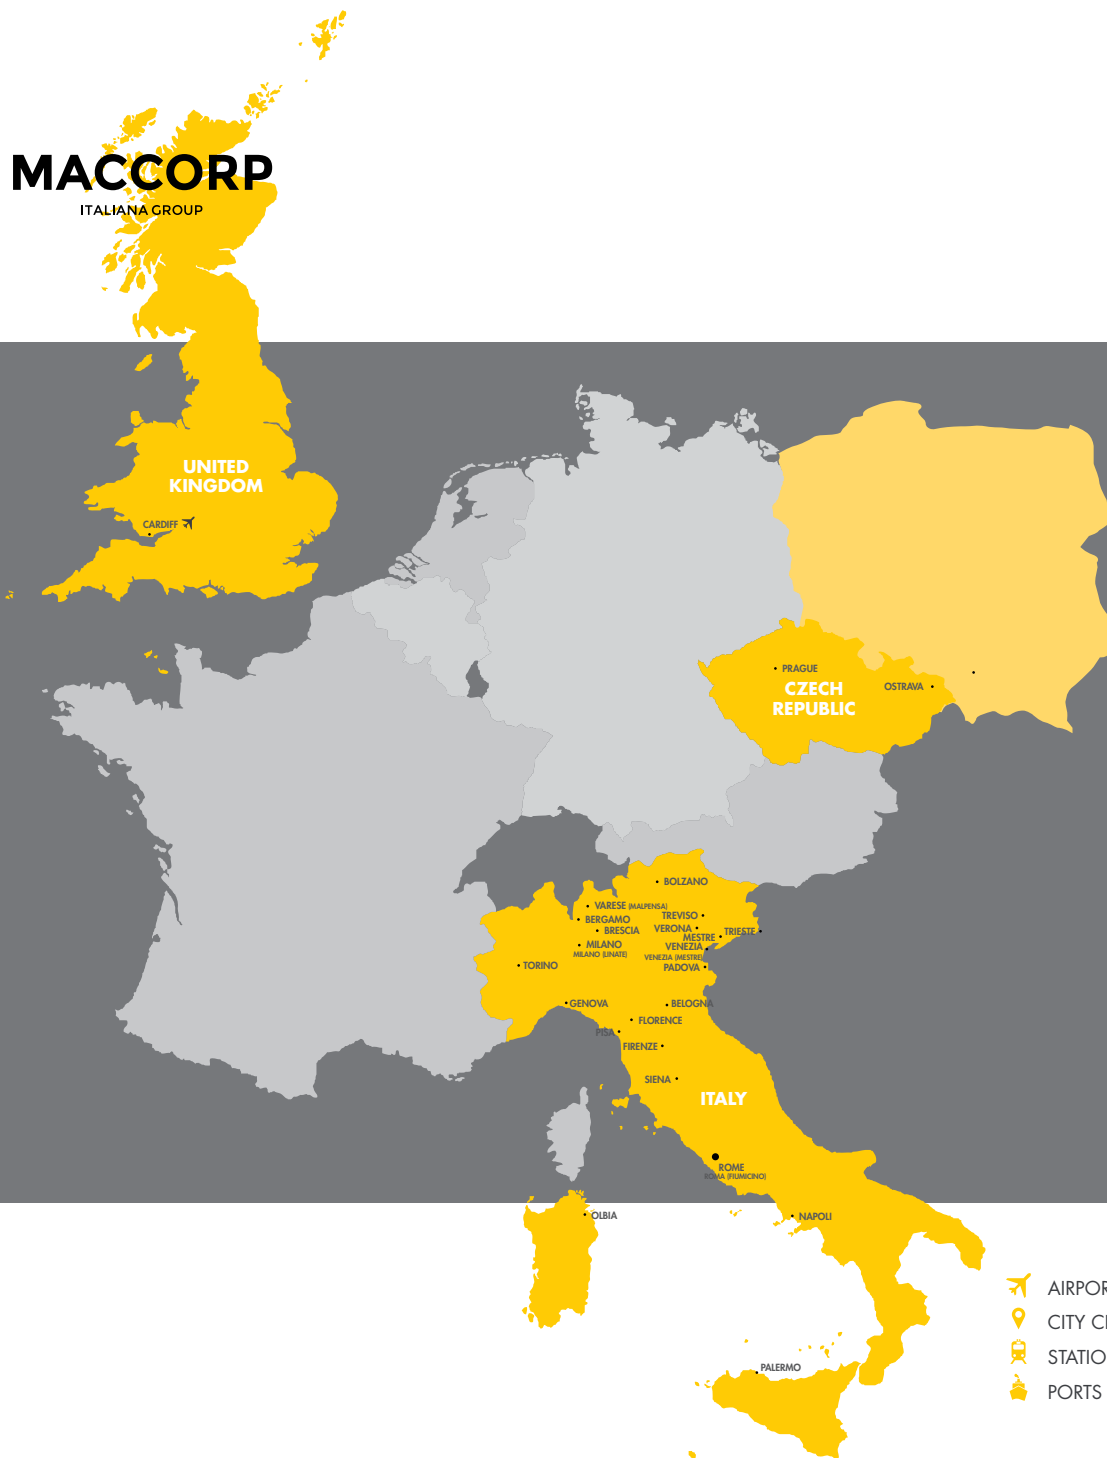 MACCORP
ITALIANA GROUP
UNITED
KINGDOM
CARDIFF
PRAGUE
CZECH
REPUBLIC
OSTRAVA
BOLZANO
VARESE (MALPENSA)
BERGAMO
TREVISO
BRESCIA
VERONA
MESTRE
TRIESTE
MILANO
MILANO (LINATE)
VENEZIA
VENEZIA (MESTRE)
PADOVA
TORINO
GENOVA
BELOGNA
FLORENCE
PISA
FIRENZE
SIENA
ITALY
ROME
ROMA (FIUMICINO)
OLBIA
NAPOLI
AIRPOR
CITY C
STATIO
PORTS
PALERMO